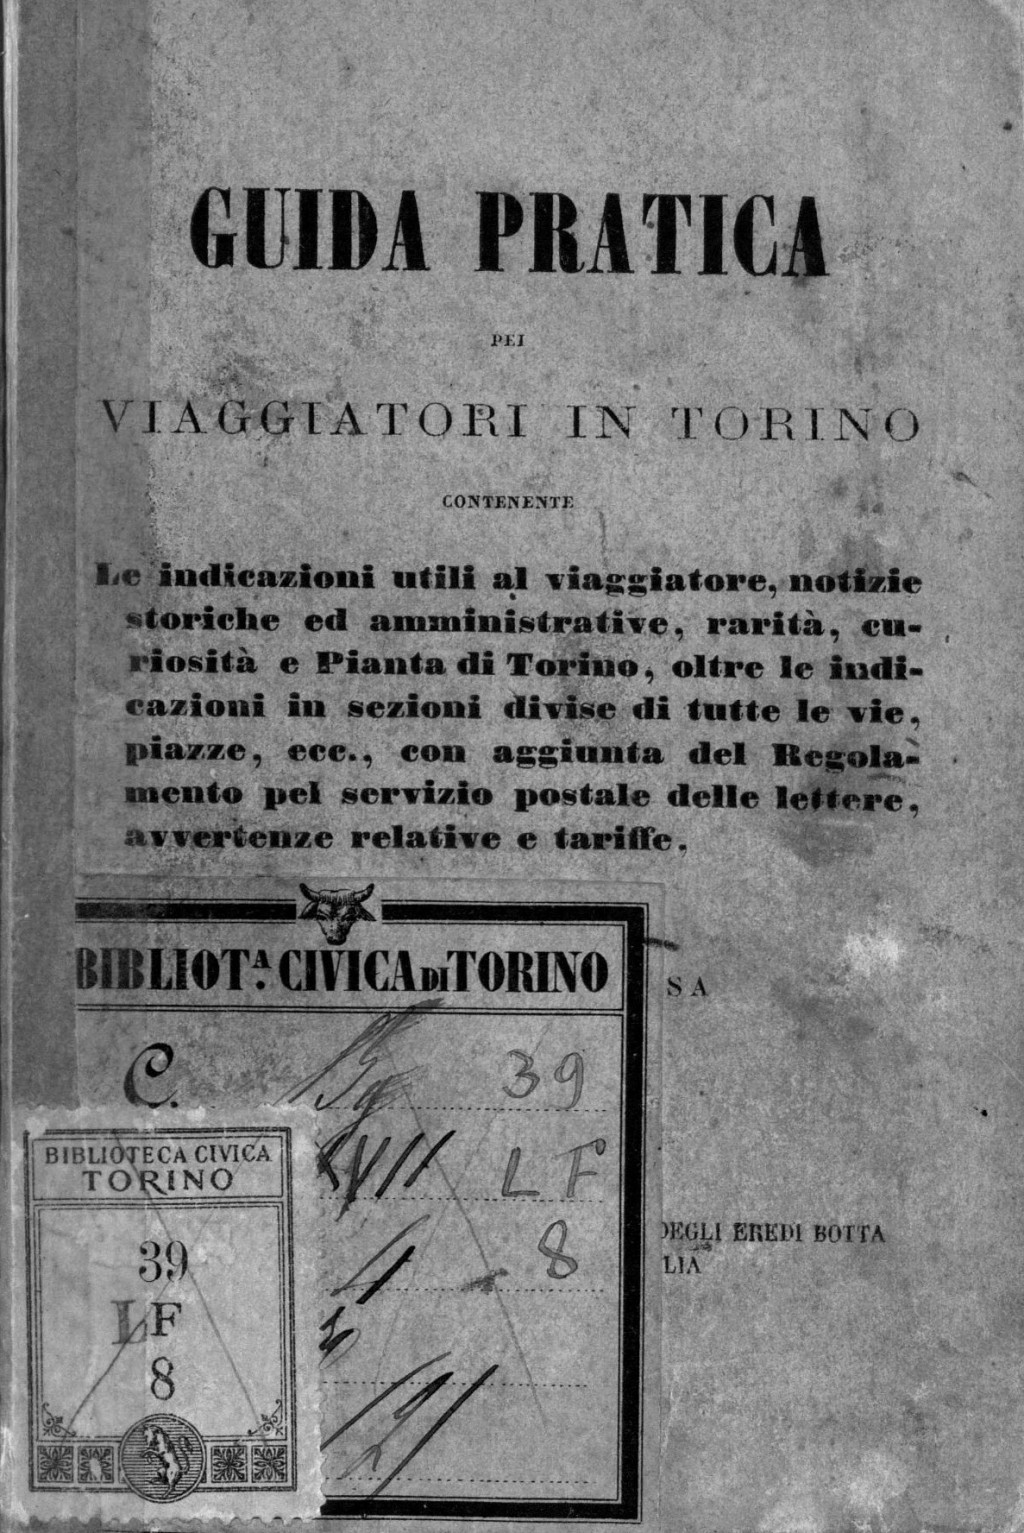 GUIDA PRATICA
PEI
VIAGGIATORI IN TORINO
CONTENENTE
Le indicazioni utili al viaggiatore, notizie
storiche ed amministrative, rarità, cu-
riosità e Pianta di Torino, oltre le indi-
cazioni in sezioni divise di tutte le vie,
piazze, ecc., con aggiunta del Regola-
mento pel servizio postale delle lettere,
avvertenze relative e tariffe.
BIBLIOT.A CIVICA DI TORINO
SA
C. 39
LF
4 8
DEGLI EREDI BOTTA
LIA
BIBLIOTECA CIVICA
TORINO
39
LF
8